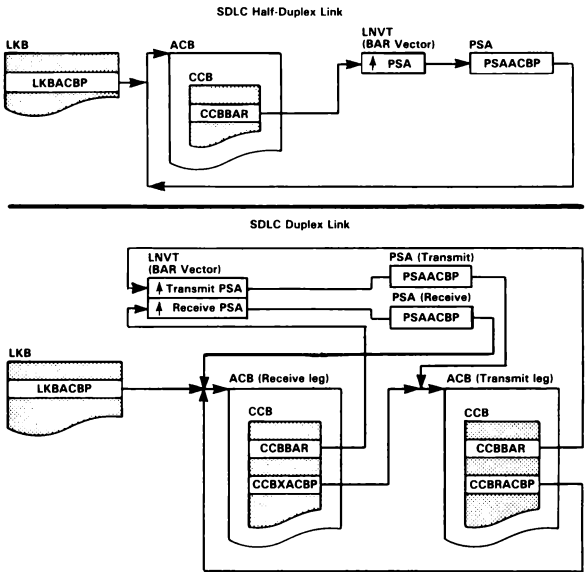 SDLC Half-Duplex Link
LKB
LKBACBP
ACB
CCB
CCBBAR
LNVT
(BAR Vector)
PSA
PSA
PSAACBP
SDLC Duplex Link
LNVT
(BAR Vector)
Transmit PSA
Receive PSA
PSA (Transmit)
PSAACBP
PSA (Receive)
PSAACBP
LKB
LKBACBP
ACB (Receive leg)
CCB
CCBBAR
CCBXACBP
ACB (Transmit leg)
CCB
CCBBAR
CCBRACBP